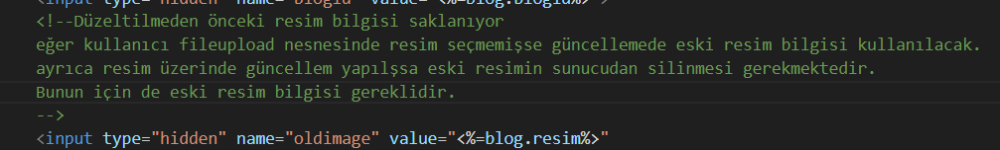 <input type="hidden" name="blogid" value="<%=blog.blogid%>">
<!--Düzeltilmeden önceki resim bilgisi saklanıyor
eğer kullanıcı fileupload nesnesinde resim seçmemişse güncellemede eski resim bilgisi kullanılacak.
ayrıca resim üzerinde güncellem yapılşsa eski resimin sunucudan silinmesi gerekmektedir.
Bunun için de eski resim bilgisi gereklidir.
-->
<input type="hidden" name="oldimage" value="<%=blog.resim%>"